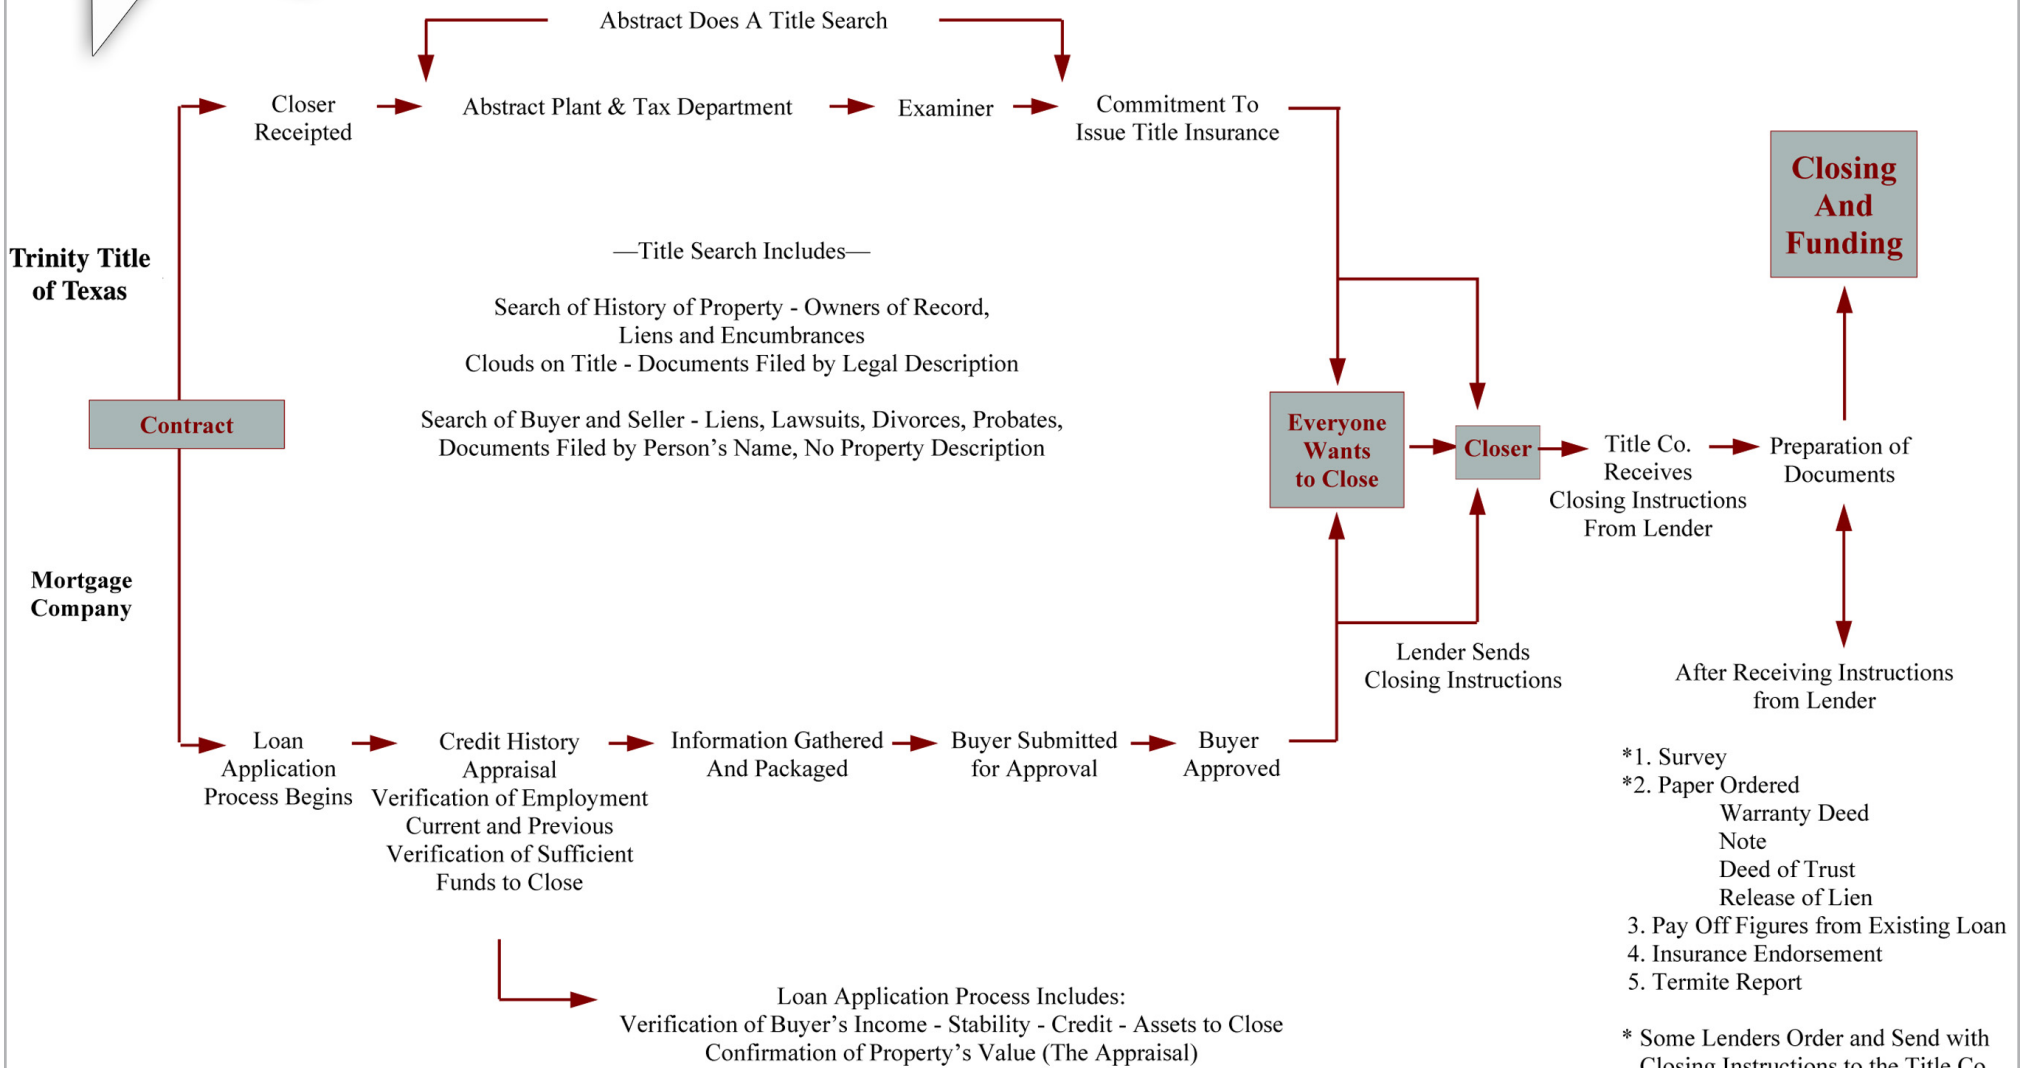 Abstract Does A Title Search
Closer
Receipted
Abstract Plant & Tax Department
Examiner
Commitment To
Issue Title Insurance
Closing
And
Funding
Trinity Title
of Texas
—Title Search Includes—
Search of History of Property - Owners of Record,
Liens and Encumbrances
Clouds on Title - Documents Filed by Legal Description
Search of Buyer and Seller - Liens, Lawsuits, Divorces, Probates,
Documents Filed by Person’s Name, No Property Description
Contract
Everyone
Wants
to Close
Closer
Title Co.
Receives
Closing Instructions
From Lender
Preparation of
Documents
Mortgage
Company
Lender Sends
Closing Instructions
After Receiving Instructions
from Lender
Loan
Application
Process Begins
Credit History
Appraisal
Verification of Employment
Current and Previous
Verification of Sufficient
Funds to Close
Information Gathered
And Packaged
Buyer Submitted
for Approval
Buyer
Approved
*1. Survey
*2. Paper Ordered
Warranty Deed
Note
Deed of Trust
Release of Lien
3. Pay Off Figures from Existing Loan
4. Insurance Endorsement
5. Termite Report
* Some Lenders Order and Send with
Closing Instructions to the Title Co
Loan Application Process Includes:
Verification of Buyer’s Income - Stability - Credit - Assets to Close
Confirmation of Property’s Value (The Appraisal)